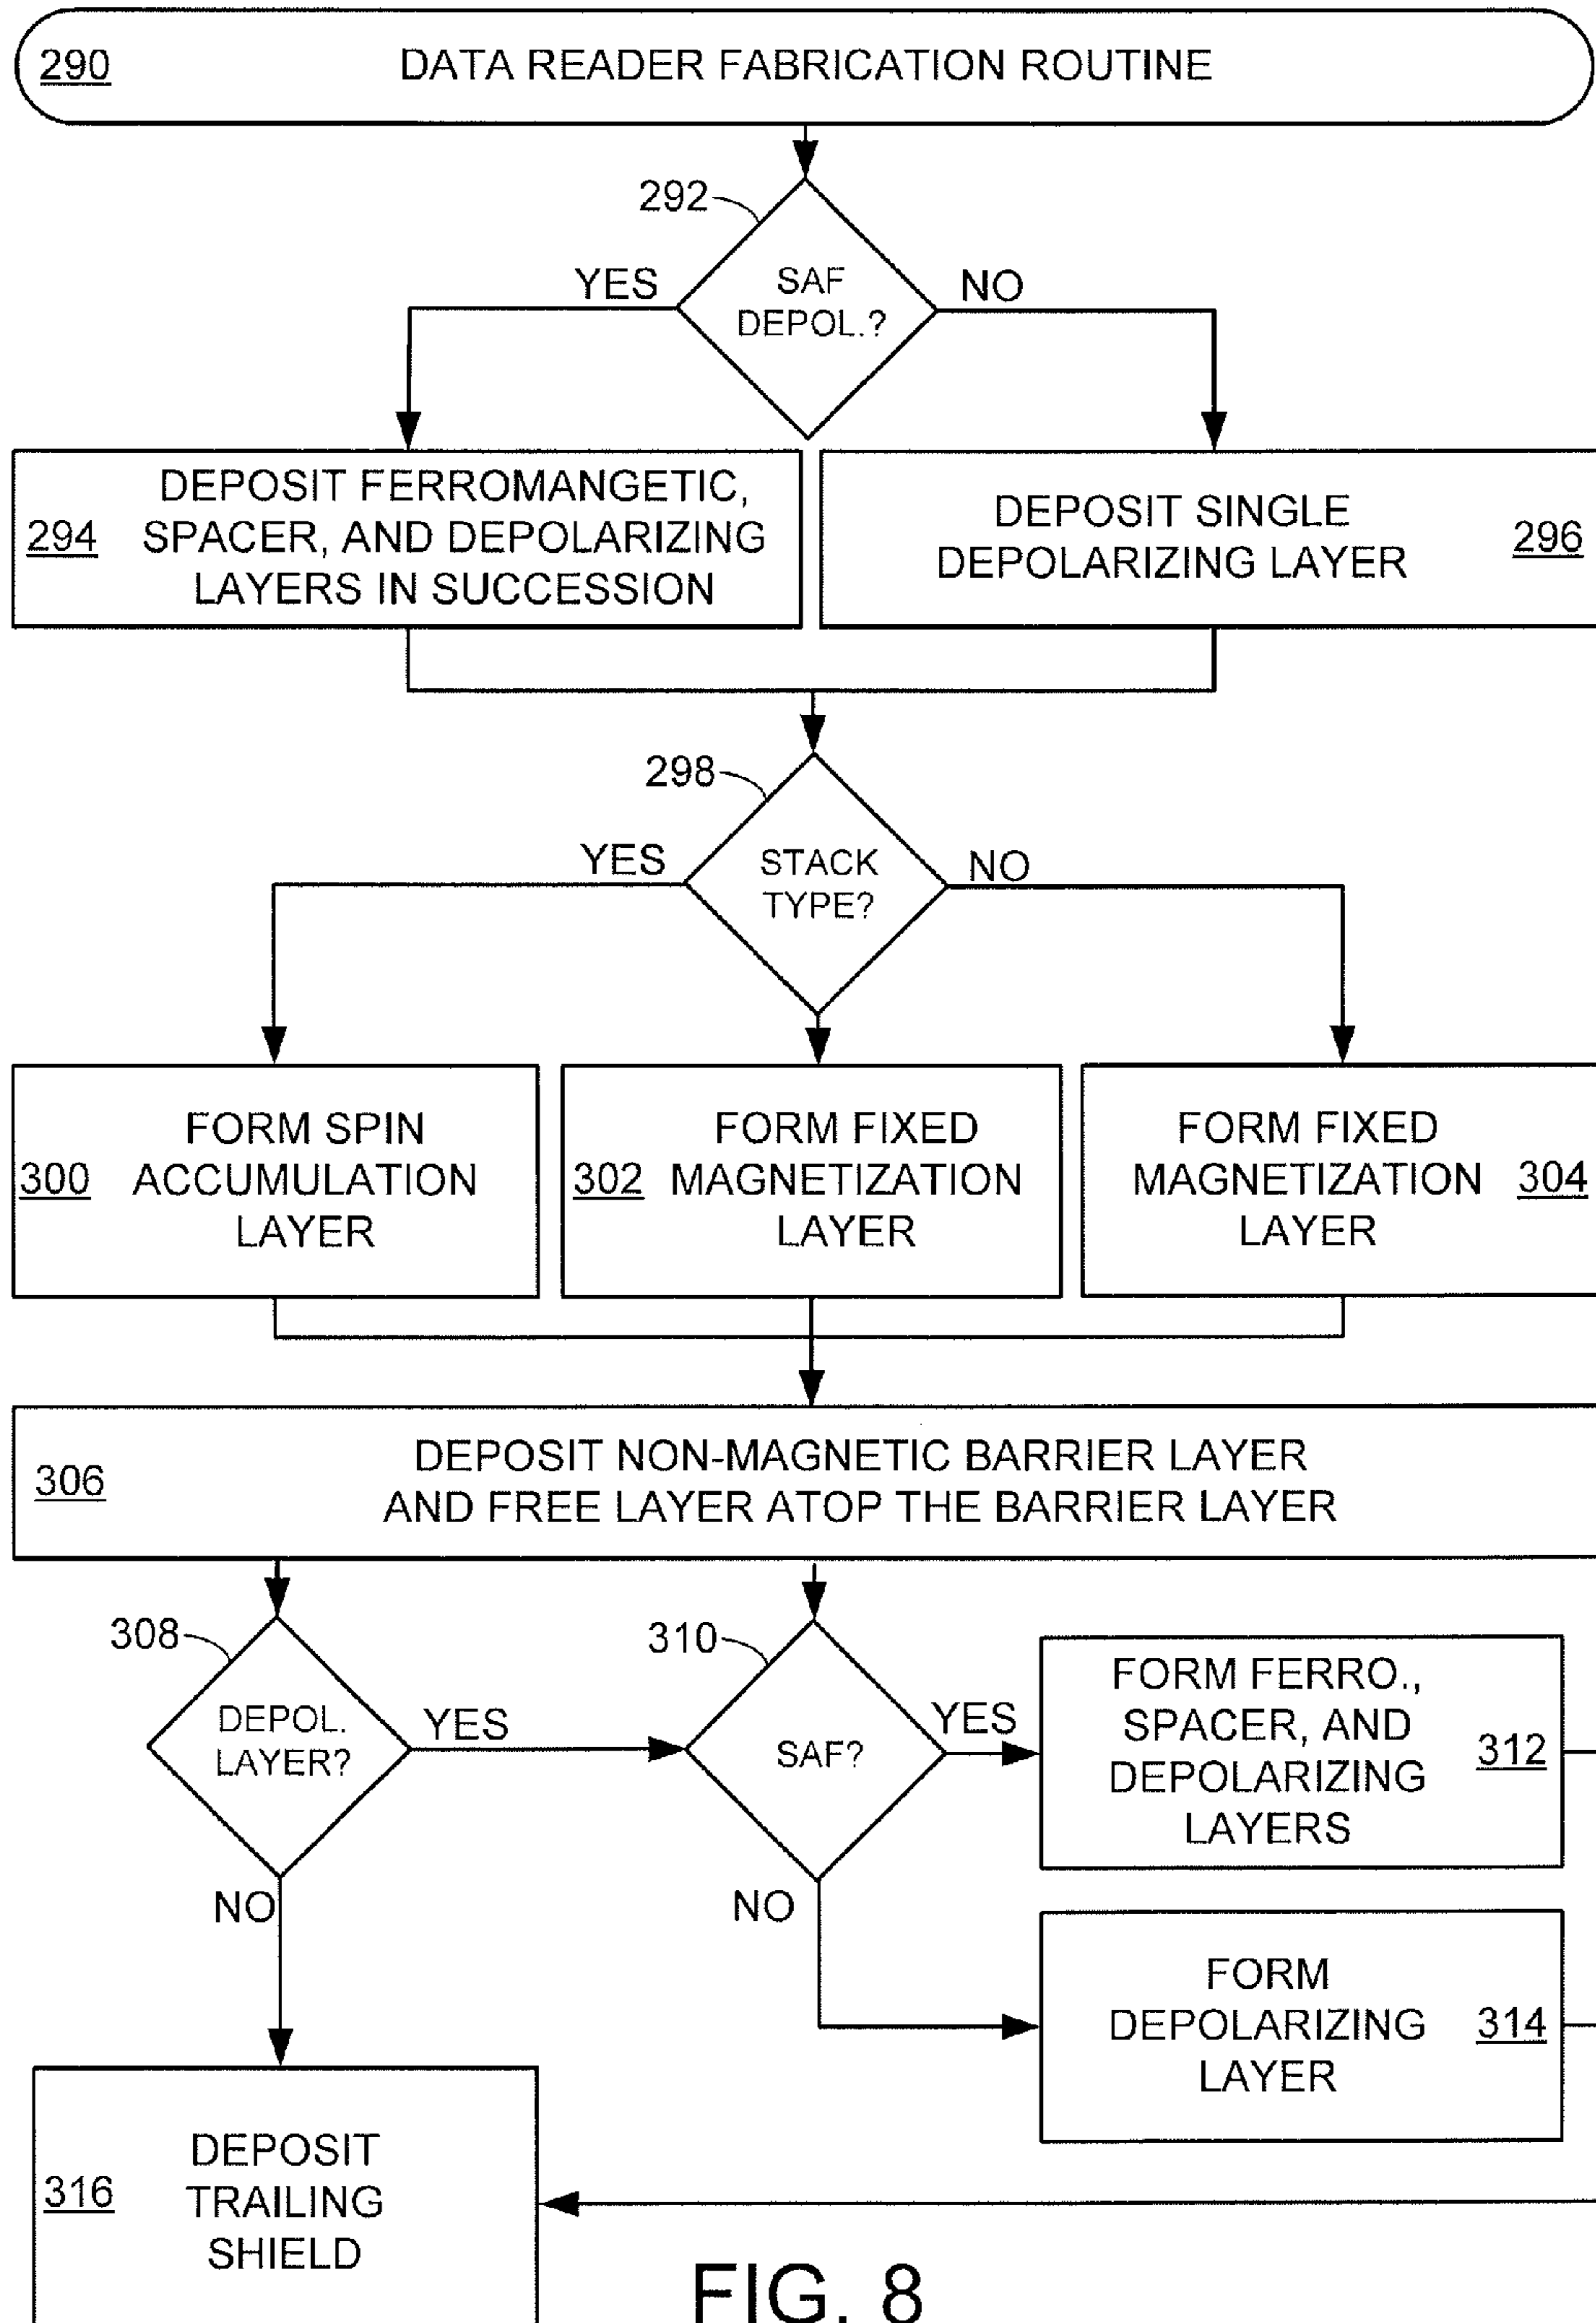 290 DATA READER FABRICATION ROUTINE
292
SAF
DEPOL.?
YES
NO
DEPOSIT FERROMANGETIC,
294 SPACER, AND DEPOLARIZING
LAYERS IN SUCCESSION
DEPOSIT SINGLE
DEPOLARIZING LAYER
296
298
STACK
TYPE?
YES
NO
FORM SPIN
300 ACCUMULATION
LAYER
FORM FIXED
302 MAGNETIZATION
LAYER
FORM FIXED
MAGNETIZATION 304
LAYER
306
DEPOSIT NON-MAGNETIC BARRIER LAYER
AND FREE LAYER ATOP THE BARRIER LAYER
308
DEPOL.
LAYER?
YES
NO
310
SAF?
YES
NO
FORM FERRO.,
SPACER, AND
312
DEPOLARIZING
LAYERS
FORM
DEPOLARIZING 314
LAYER
DEPOSIT
316 TRAILING
SHIELD
FIG. 8